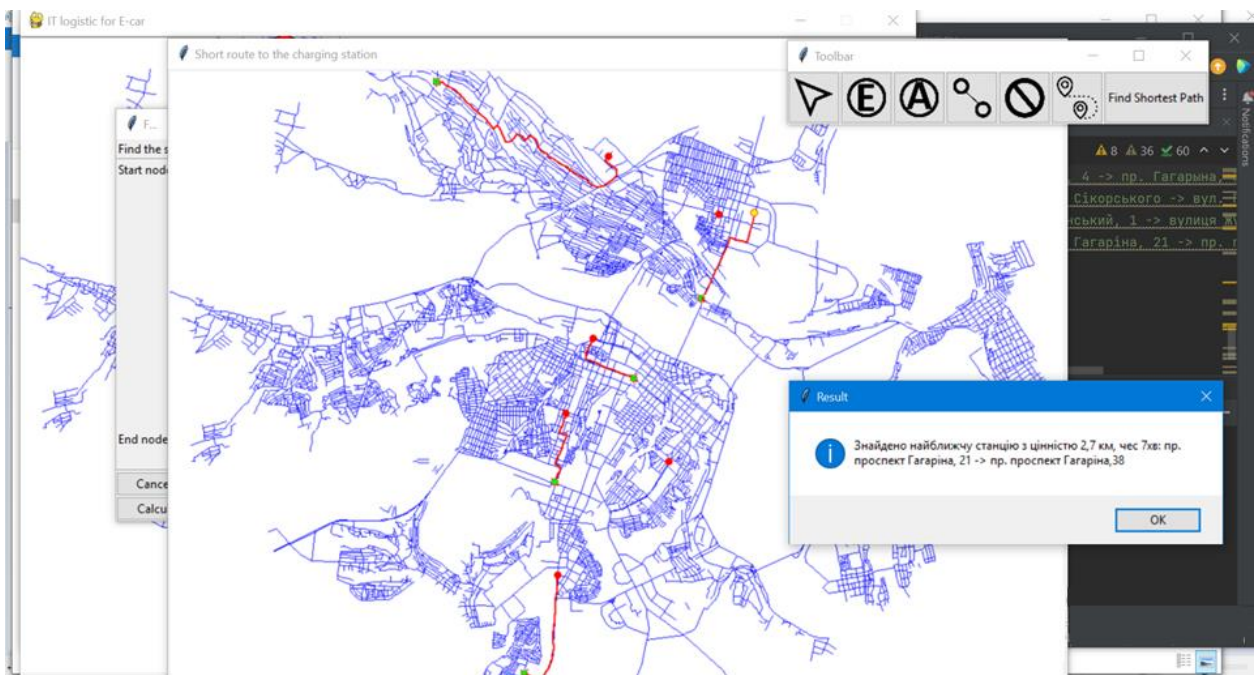 IT logistic for E-car
Short route to the charging station
Toolbar
E
A
Find Shortest Path
Notifications
8 36 60
F...
Find the s
Start node
4 -> пр. Гагарына,
Сікорського -> вул.
нський, 1 -> вулиця
Гагаріна, 21 -> пр.
Result
Знайдено найближчу станцію з цінністю 2,7 км, чес 7хв: пр.
проспект Гагаріна, 21 -> пр. проспект Гагаріна,38
OK
End node
Cance
Calcu